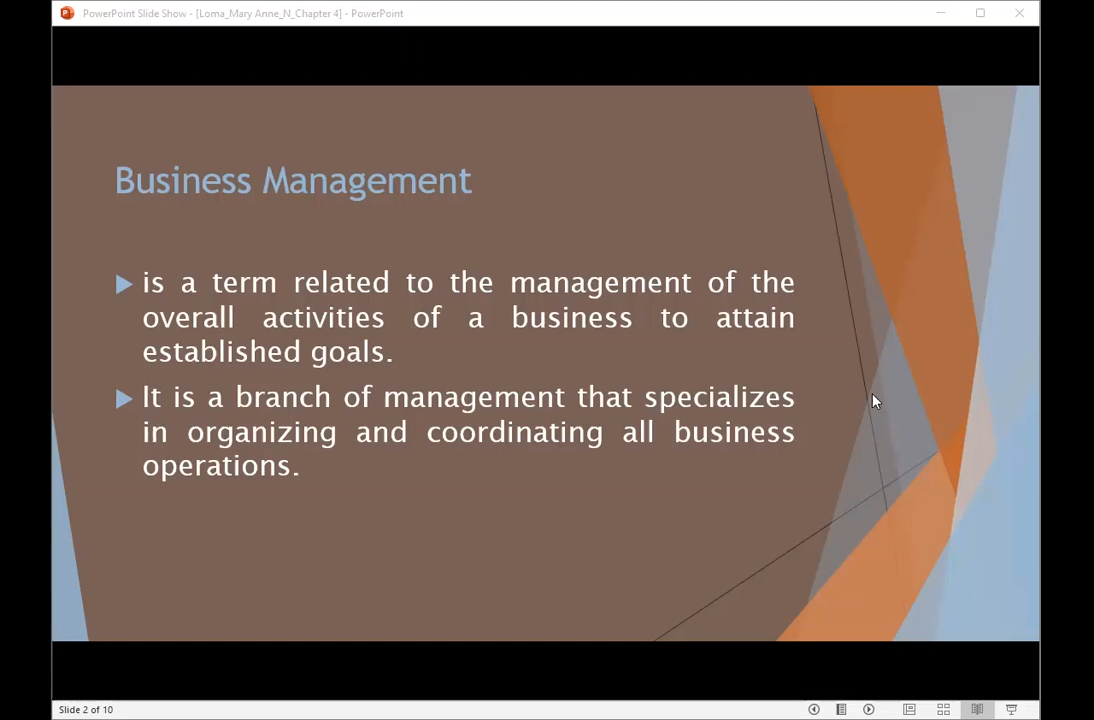 PowerPoint Slide Show - [Loma_Mary Anne_N_Chapter 4] - PowerPoint
Business Management
is a term related to the management of the
overall activities of a business to attain
established goals.
It is a branch of management that specializes
in organizing and coordinating all business
operations.
Slide 2 of 10